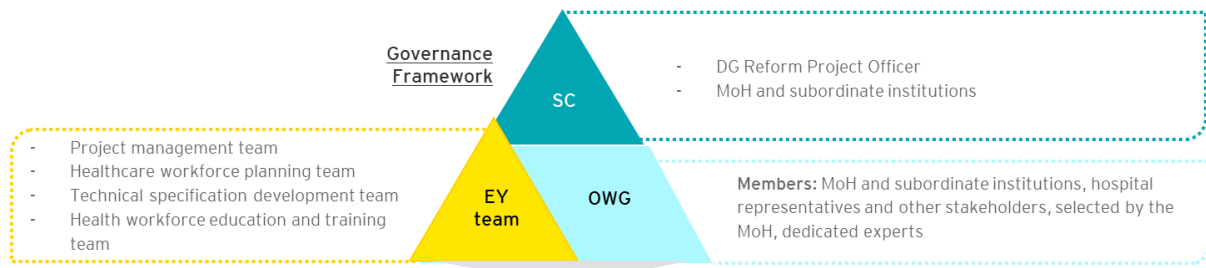 Governance
Framework
SC
- DG Reform Project Officer
- MoH and subordinate institutions
- Project management team
- Healthcare workforce planning team
- Technical specification development team
- Health workforce education and training
team
EY
team
OWG
Members: MoH and subordinate institutions, hospital
representatives and other stakeholders, selected by the
MoH, dedicated experts